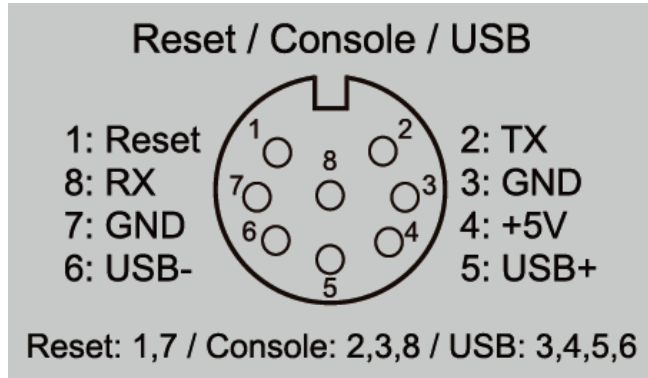 Reset / Console / USB
1: Reset
8: RX
7: GND
6: USB-
1
2
8
7
3
6
4
5
2: TX
3: GND
4: +5V
5: USB+
Reset: 1,7 / Console: 2,3,8 / USB: 3,4,5,6